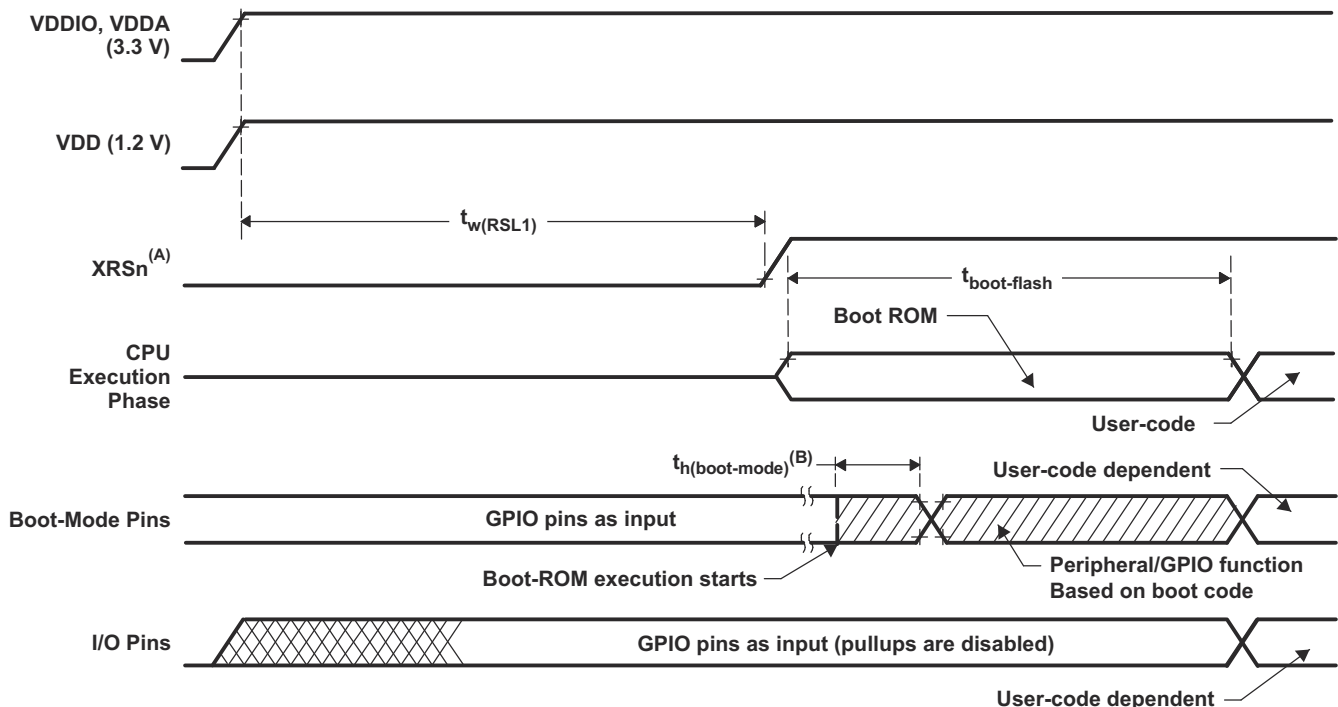 VDDIO, VDDA
(3.3 V)
VDD (1.2 V)
tw(RSL1)
XRSn(A)
tboot-flash
Boot ROM
CPU
Execution
Phase
User-code
th(boot-mode)(B)
User-code dependent
Boot-Mode Pins
GPIO pins as input
Boot-ROM execution starts
Peripheral/GPIO function
Based on boot code
I/O Pins
GPIO pins as input (pullups are disabled)
User-code dependent